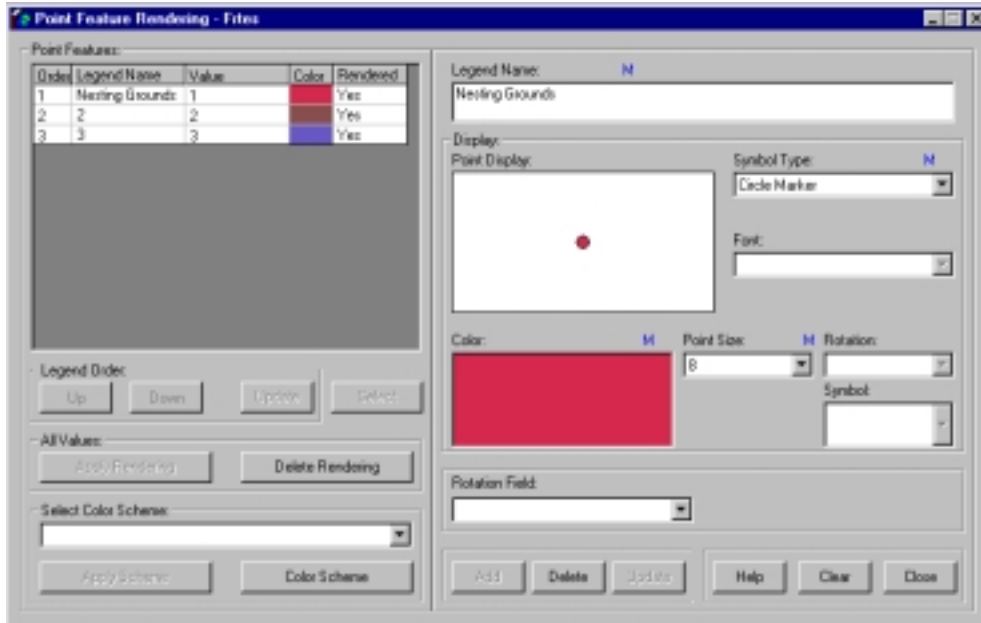 Point Feature Rendering - Fites
Point Features:
Order Legend Name Value Color Rendered
1 Nesting Grounds 1 Yes
2 2 2 Yes
3 3 3 Yes
Legend Order:
Up Down Update Select
All Values:
Apply Rendering Delete Rendering
Select Color Scheme:
Apply Scheme Color Scheme
Legend Name: M
Nesting Grounds
Display:
Point Display:
Symbol Type: M
Circle Marker
Font:
Color: M Point Size: M Rotation:
8
Symbol:
Rotation Field:
Add Delete Update Help Clear Close